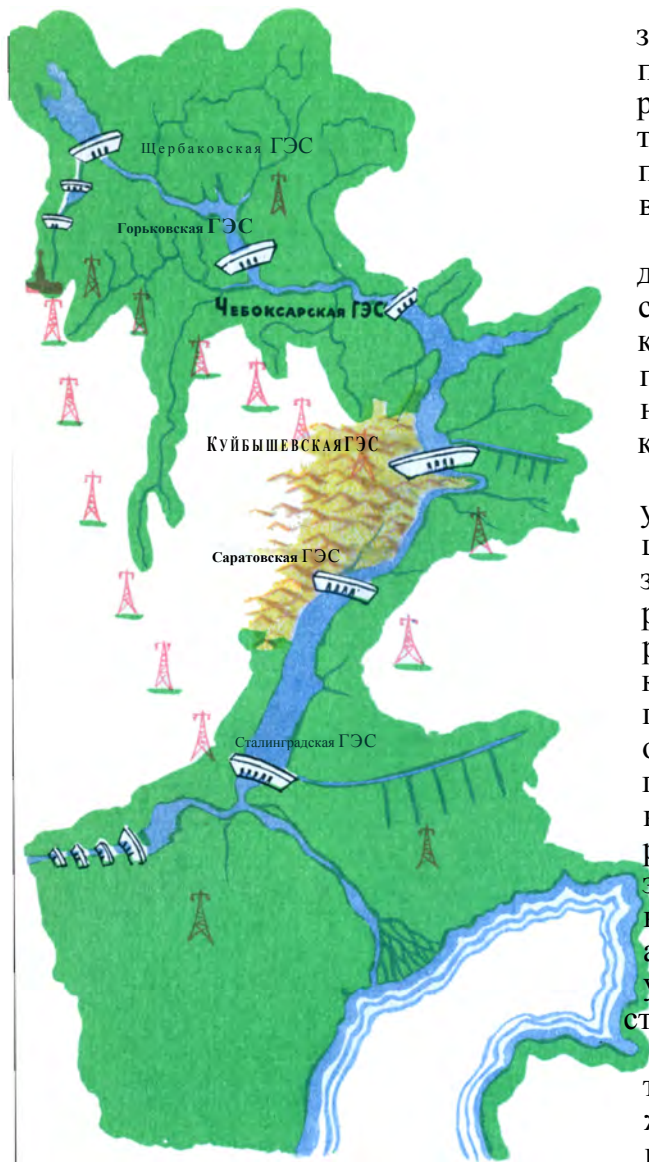 Щербаковская ГЭС
Горьковская ГЭС
Чебоксарская ГЭС
КУЙБЫШЕВСКАЯ ГЭС
Саратовская ГЭС
Сталинградская ГЭС